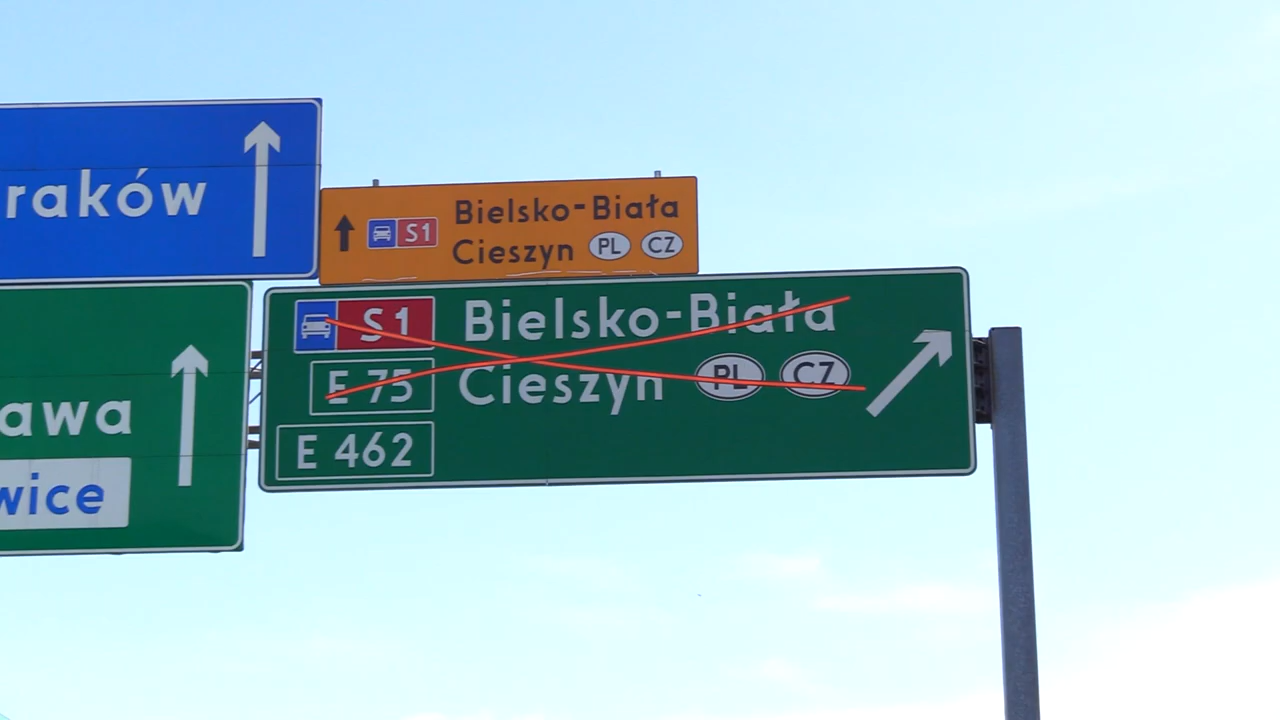 raków
S1 Bielsko-Biała
Cieszyn PL CZ
awa
wice
S1 Bielsko-Biała
E 75 Cieszyn PL CZ
E 462